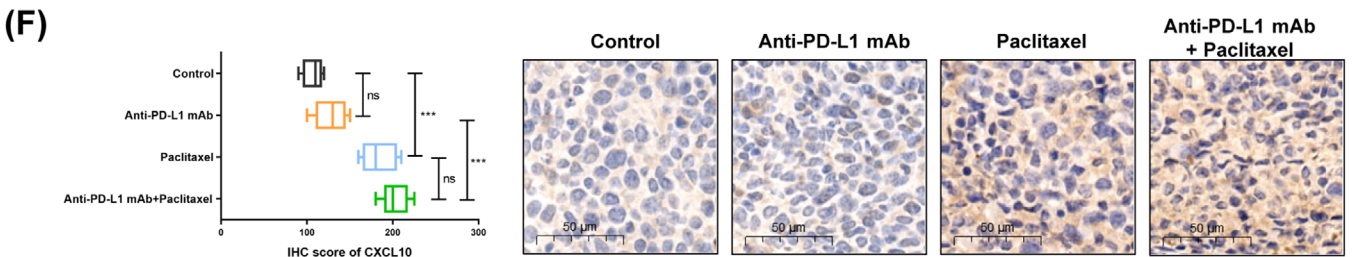 (F)
Control
Anti-PD-L1 mAb
Paclitaxel
Anti-PD-L1 mAb+Paclitaxel
ns
***
***
ns
0
100
200
300
IHC score of CXCL10
Control
Anti-PD-L1 mAb
Paclitaxel
Anti-PD-L1 mAb
+ Paclitaxel
50 μm
50 μm
50 μm
50 μm